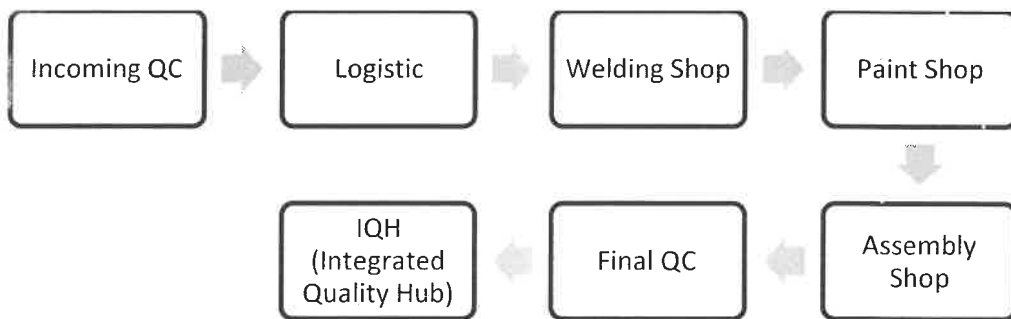 Incoming QC
Logistic
Welding Shop
Paint Shop
Assembly
Shop
Final QC
IQH
(Integrated
Quality Hub)